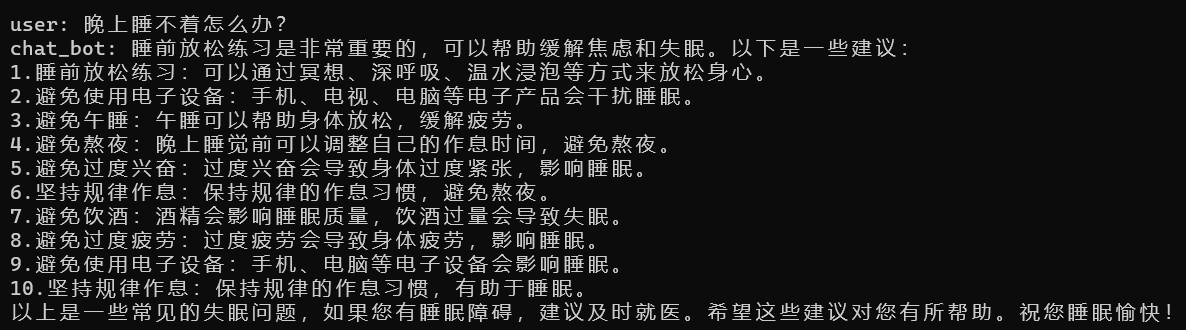 user: 晚上睡不着怎么办?
chat_bot: 睡前放松练习是非常重要的，可以帮助缓解焦虑和失眠。以下是一些建议：
1.睡前放松练习：可以通过冥想、深呼吸、温水浸泡等方式来放松身心。
2.避免使用电子设备：手机、电视、电脑等电子产品会干扰睡眠。
3.避免午睡：午睡可以帮助身体放松，缓解疲劳。
4.避免熬夜：晚上睡觉前可以调整自己的作息时间，避免熬夜。
5.避免过度兴奋：过度兴奋会导致身体过度紧张，影响睡眠。
6.坚持规律作息：保持规律的作息习惯，避免熬夜。
7.避免饮酒：酒精会影响睡眠质量，饮酒过量会导致失眠。
8.避免过度疲劳：过度疲劳会导致身体疲劳，影响睡眠。
9.避免使用电子设备：手机、电脑等电子设备会影响睡眠。
10.坚持规律作息：保持规律的作息习惯，有助于睡眠。
以上是一些常见的失眠问题，如果您有睡眠障碍，建议及时就医。希望这些建议对您有所帮助。祝您睡眠愉快！